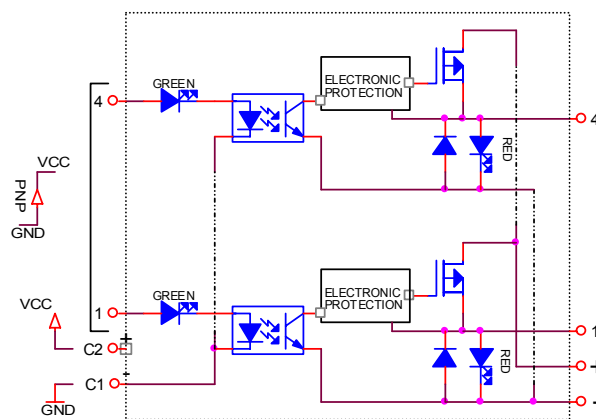 GREEN
ELECTRONIC
PROTECTION
4
4
RED
VCC
PNP
GND
GREEN
ELECTRONIC
PROTECTION
VCC
1
1
+
C2
RED
+
-
C1
-
GND